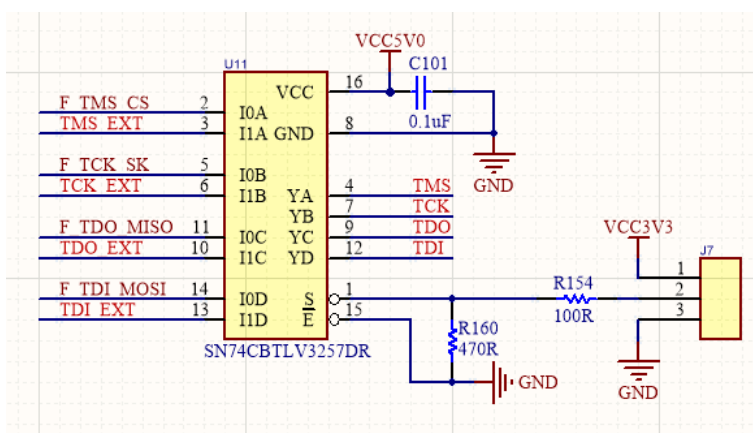 VCC5V0
U11
C101
VCC
16
0.1uF
F_TMS_CS 2 I0A
TMS_EXT 3 I1A
GND 8
GND
F_TCK_SK 5 I0B
TCK_EXT 6 I1B
YA 4 TMS
YB 7 TCK
F_TDO_MISO 11 I0C
YC 9 TDO
TDO_EXT 10 I1C
YD 12 TDI
VCC3V3
J7
F_TDI_MOSI 14 I0D
S 1
TDI_EXT 13 I1D
E 15
R154
100R
1
2
3
SN74CBTLV3257DR
R160
470R
GND
GND